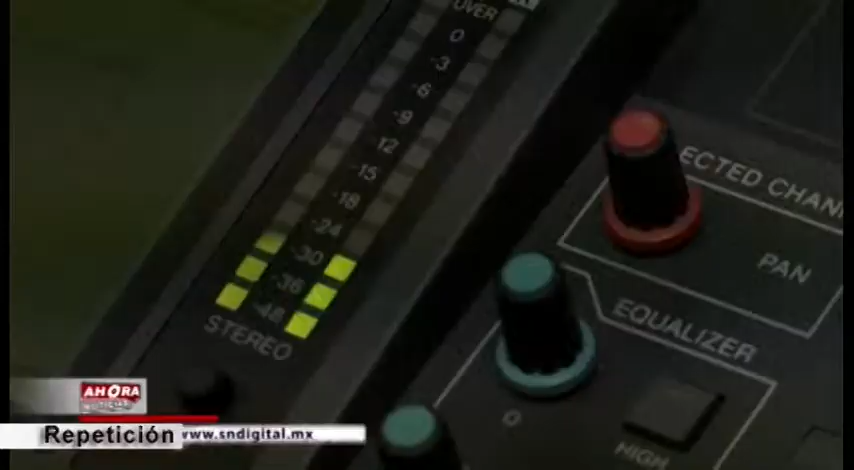 OVER
0
-3
-6
-9
12
-15
-18
-24
-30
-36
-48
STEREO
ECTED CHAN
PAN
EQUALIZER
Q
HIGH
AHORA
NOTICIAS
Repetición
www.sndigital.mx